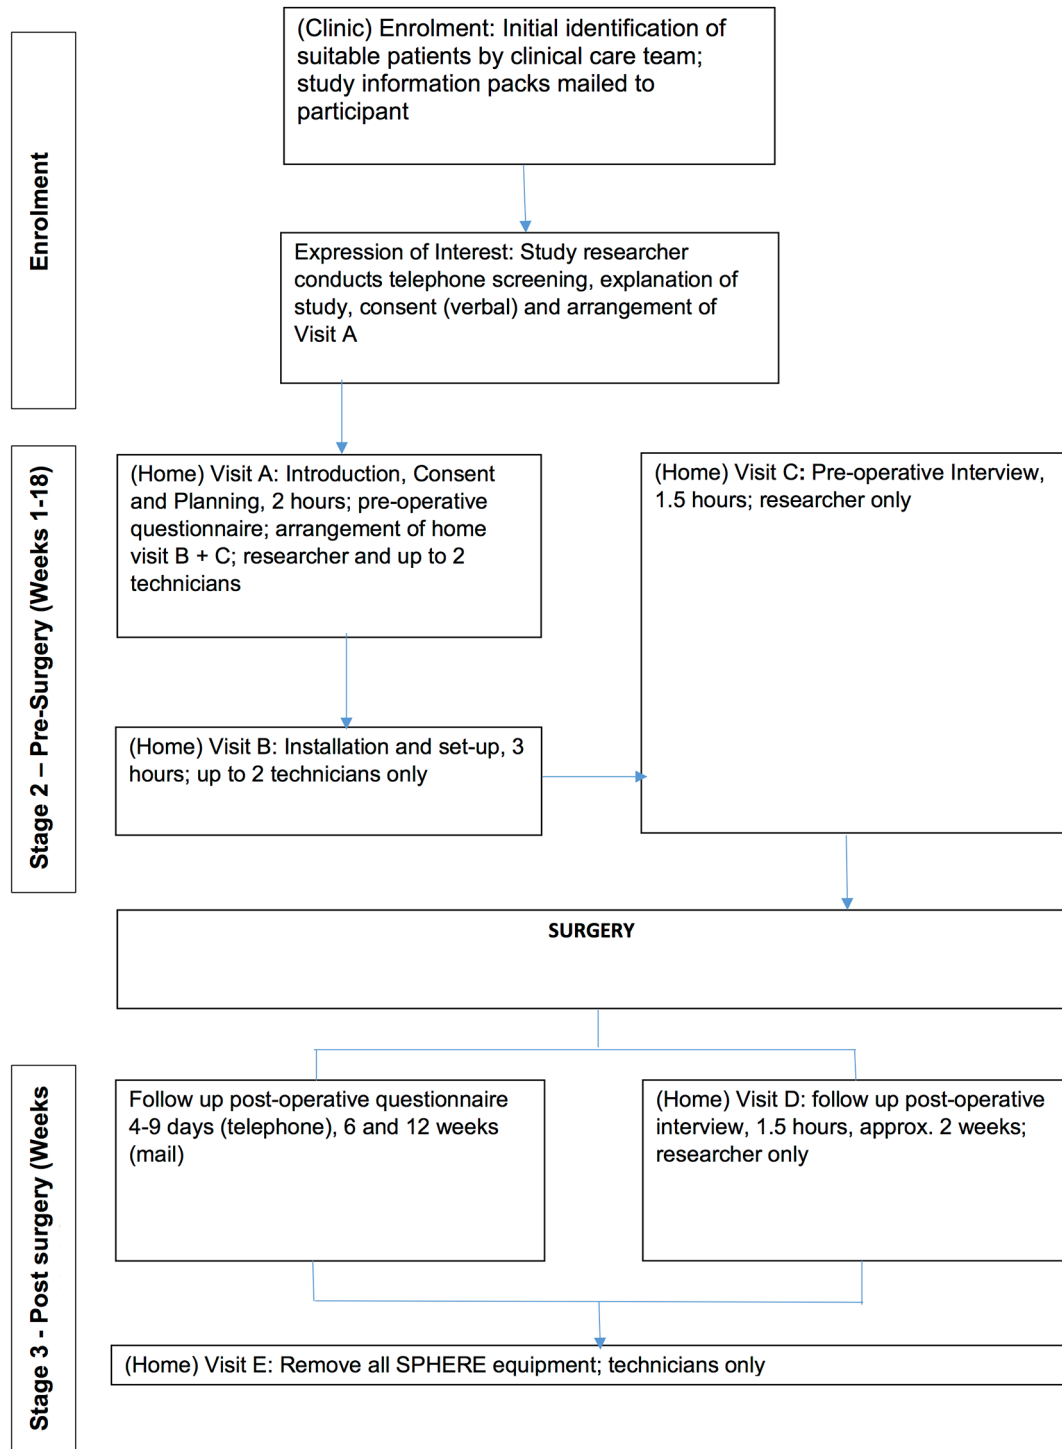 Enrolment
(Clinic) Enrolment: Initial identification of
suitable patients by clinical care team;
study information packs mailed to
participant
Expression of Interest: Study researcher
conducts telephone screening, explanation of
study, consent (verbal) and arrangement of
Visit A
Stage 2 – Pre-Surgery (Weeks 1-18)
(Home) Visit A: Introduction, Consent
and Planning, 2 hours; pre-operative
questionnaire; arrangement of home
visit B + C; researcher and up to 2
technicians
(Home) Visit B: Installation and set-up, 3
hours; up to 2 technicians only
(Home) Visit C: Pre-operative Interview,
1.5 hours; researcher only
SURGERY
Stage 3 - Post surgery (Weeks
Follow up post-operative questionnaire
4-9 days (telephone), 6 and 12 weeks
(mail)
(Home) Visit D: follow up post-operative
interview, 1.5 hours, approx. 2 weeks;
researcher only
(Home) Visit E: Remove all SPHERE equipment; technicians only